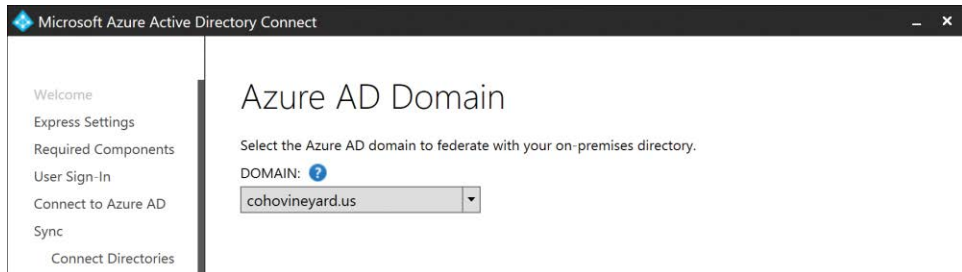 Microsoft Azure Active Directory Connect
Welcome
Express Settings
Required Components
User Sign-In
Connect to Azure AD
Sync
Connect Directories
Azure AD Domain
Select the Azure AD domain to federate with your on-premises directory.
DOMAIN: ?
cohovineyard.us